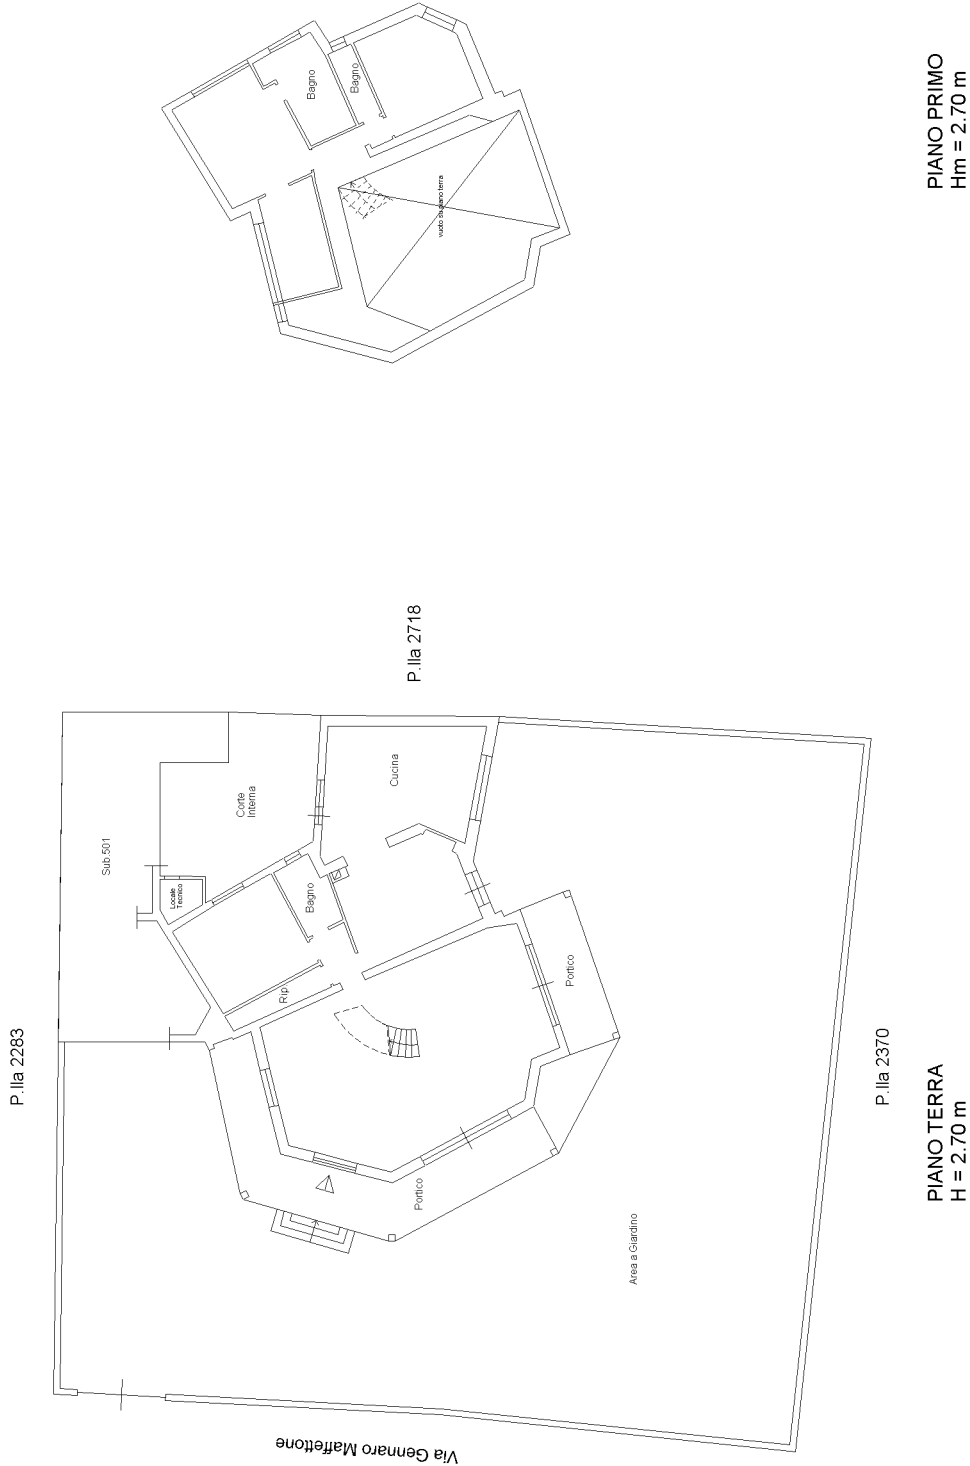 P.lla 2283
Sub.501
Locale
Tecnico
Corte
Interna
Cucina
Bagno
Rip
Portico
Portico
Area a Giardino
Via Gennaro Maffettone
P.lla 2718
P.lla 2370
PIANO TERRA
H = 2.70 m
Bagno
Bagno
vuoto su piano terra
PIANO PRIMO
Hm = 2.70 m